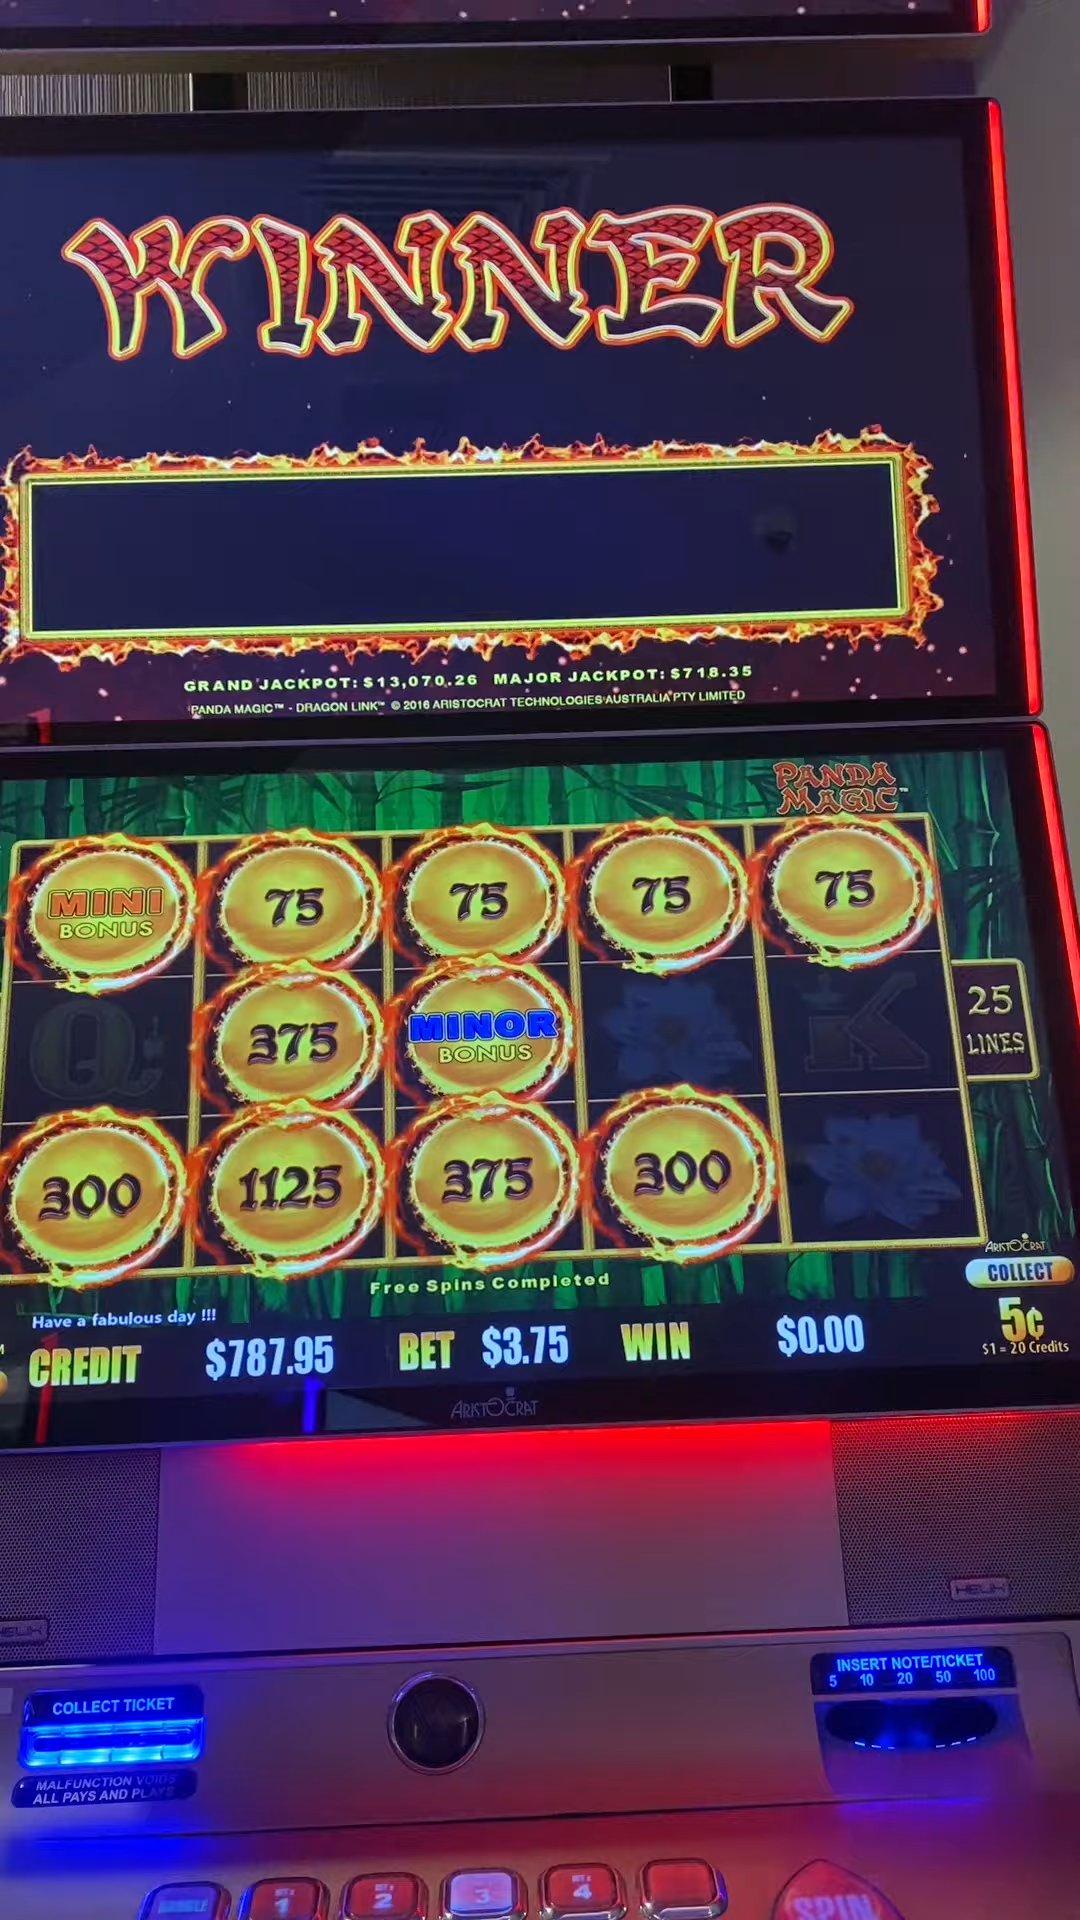 WINNER
GRAND JACKPOT: $13,070.26 MAJOR JACKPOT: $718.35
PANDA MAGIC™ - DRAGON LINK™ © 2016 ARISTOCRAT TECHNOLOGIES AUSTRALIA PTY LIMITED
PANDA
MAGIC™
MINI
BONUS
75
75
75
75
Q
375
MINOR
BONUS
K
25
LINES
300
1125
375
300
ARISTOCRAT
COLLECT
Free Spins Completed
Have a fabulous day !!!
CREDIT $787.95 BET $3.75 WIN $0.00
5¢
$1 = 20 Credits
ARISTOCRAT
HELIX
HELIX
INSERT NOTE/TICKET
5 10 20 50 100
COLLECT TICKET
MALFUNCTION VOIDS
ALL PAYS AND PLAYS
1
2
3
4
SPIN